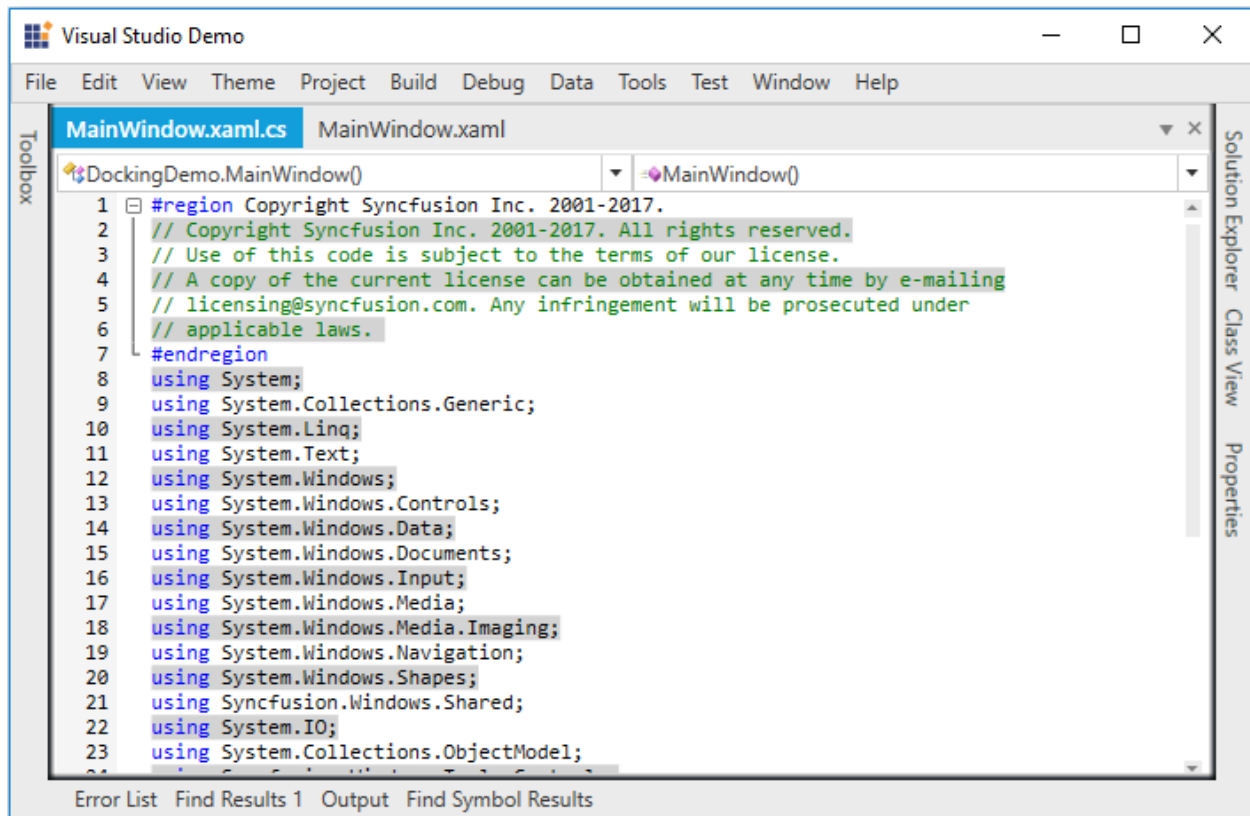 Visual Studio Demo
File Edit View Theme Project Build Debug Data Tools Test Window Help
Toolbox
MainWindow.xaml.cs MainWindow.xaml
DockingDemo.MainWindow() MainWindow()
1 #region Copyright Syncfusion Inc. 2001-2017.
2 // Copyright Syncfusion Inc. 2001-2017. All rights reserved.
3 // Use of this code is subject to the terms of our license.
4 // A copy of the current license can be obtained at any time by e-mailing
5 // licensing@syncfusion.com. Any infringement will be prosecuted under
6 // applicable laws.
7 #endregion
8 using System;
9 using System.Collections.Generic;
10 using System.Linq;
11 using System.Text;
12 using System.Windows;
13 using System.Windows.Controls;
14 using System.Windows.Data;
15 using System.Windows.Documents;
16 using System.Windows.Input;
17 using System.Windows.Media;
18 using System.Windows.Media.Imaging;
19 using System.Windows.Navigation;
20 using System.Windows.Shapes;
21 using Syncfusion.Windows.Shared;
22 using System.IO;
23 using System.Collections.ObjectModel;
Solution Explorer
Class View
Properties
Error List Find Results 1 Output Find Symbol Results